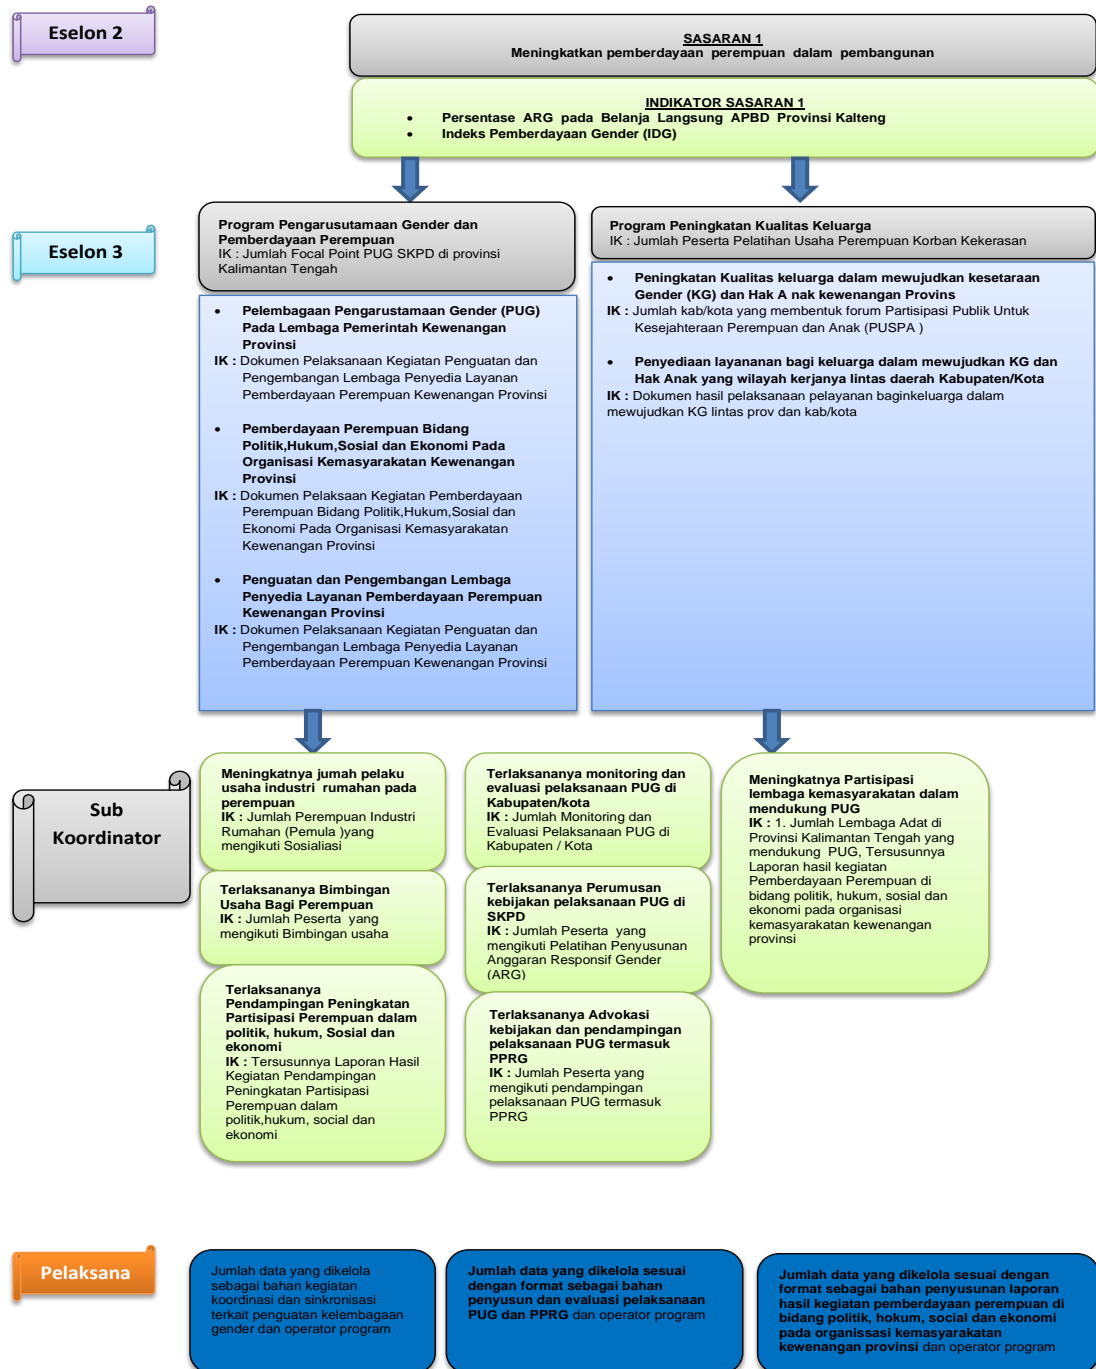 Eselon 2
SASARAN 1
Meningkatkan pemberdayaan perempuan dalam pembangunan
INDIKATOR SASARAN 1
• Persentase ARG pada Belanja Langsung APBD Provinsi Kalteng
• Indeks Pemberdayaan Gender (IDG)
Eselon 3
Program Pengarusutamaan Gender dan
Pemberdayaan Perempuan
IK : Jumlah Focal Point PUG SKPD di provinsi
Kalimantan Tengah
• Pelembagaan Pengarustamaan Gender (PUG)
Pada Lembaga Pemerintah Kewenangan
Provinsi
IK : Dokumen Pelaksanaan Kegiatan Penguatan dan
Pengembangan Lembaga Penyedia Layanan
Pemberdayaan Perempuan Kewenangan Provinsi
• Pemberdayaan Perempuan Bidang
Politik,Hukum,Sosial dan Ekonomi Pada
Organisasi Kemasyarakatan Kewenangan
Provinsi
IK : Dokumen Pelaksaan Kegiatan Pemberdayaan
Perempuan Bidang Politik,Hukum,Sosial dan
Ekonomi Pada Organisasi Kemasyarakatan
Kewenangan Provinsi
• Penguatan dan Pengembangan Lembaga
Penyedia Layanan Pemberdayaan Perempuan
Kewenangan Provinsi
IK : Dokumen Pelaksanaan Kegiatan Penguatan dan
Pengembangan Lembaga Penyedia Layanan
Pemberdayaan Perempuan Kewenangan Provinsi
Program Peningkatan Kualitas Keluarga
IK : Jumlah Peserta Pelatihan Usaha Perempuan Korban Kekerasan
• Peningkatan Kualitas keluarga dalam mewujudkan kesetaraan
Gender (KG) dan Hak A nak kewenangan Provins
IK : Jumlah kab/kota yang membentuk forum Partisipasi Publik Untuk
Kesejahteraan Perempuan dan Anak (PUSPA )
• Penyediaan layananan bagi keluarga dalam mewujudkan KG dan
Hak Anak yang wilayah kerjanya lintas daerah Kabupaten/Kota
IK : Dokumen hasil pelaksanaan pelayanan baginkeluarga dalam
mewujudkan KG lintas prov dan kab/kota
Sub
Koordinator
Meningkatnya jumah pelaku
usaha industri rumahan pada
perempuan
IK : Jumlah Perempuan Industri
Rumahan (Pemula )yang
mengikuti Sosialiasi
Terlaksananya Bimbingan
Usaha Bagi Perempuan
IK : Jumlah Peserta yang
mengikuti Bimbingan usaha
Terlaksananya
Pendampingan Peningkatan
Partisipasi Perempuan dalam
politik, hukum, Sosial dan
ekonomi
IK : Tersusunnya Laporan Hasil
Kegiatan Pendampingan
Peningkatan Partisipasi
Perempuan dalam
politik,hukum, social dan
ekonomi
Terlaksananya monitoring dan
evaluasi pelaksanaan PUG di
Kabupaten/kota
IK : Jumlah Monitoring dan
Evaluasi Pelaksanaan PUG di
Kabupaten / Kota
Terlaksananya Perumusan
kebijakan pelaksanaan PUG di
SKPD
IK : Jumlah Peserta yang
mengikuti Pelatihan Penyusunan
Anggaran Responsif Gender
(ARG)
Terlaksananya Advokasi
kebijakan dan pendampingan
pelaksanaan PUG termasuk
PPRG
IK : Jumlah Peserta yang
mengikuti pendampingan
pelaksanaan PUG termasuk
PPRG
Meningkatnya Partisipasi
lembaga kemasyarakatan dalam
mendukung PUG
IK : 1. Jumlah Lembaga Adat di
Provinsi Kalimantan Tengah yang
mendukung PUG, Tersusunnya
Laporan hasil kegiatan
Pemberdayaan Perempuan di
bidang politik, hukum, sosial dan
ekonomi pada organisasi
kemasyarakatan kewenangan
provinsi
Pelaksana
Jumlah data yang dikelola
sebagai bahan kegiatan
koordinasi dan sinkronisasi
terkait penguatan kelembagaan
gender dan operator program
Jumlah data yang dikelola sesuai
dengan format sebagai bahan
penyusun dan evaluasi pelaksanaan
PUG dan PPRG dan operator program
Jumlah data yang dikelola sesuai dengan
format sebagai bahan penyusunan laporan
hasil kegiatan pemberdayaan perempuan di
bidang politik, hokum, social dan ekonomi
pada organissasi kemasyarakatan
kewenangan provinsi dan operator program